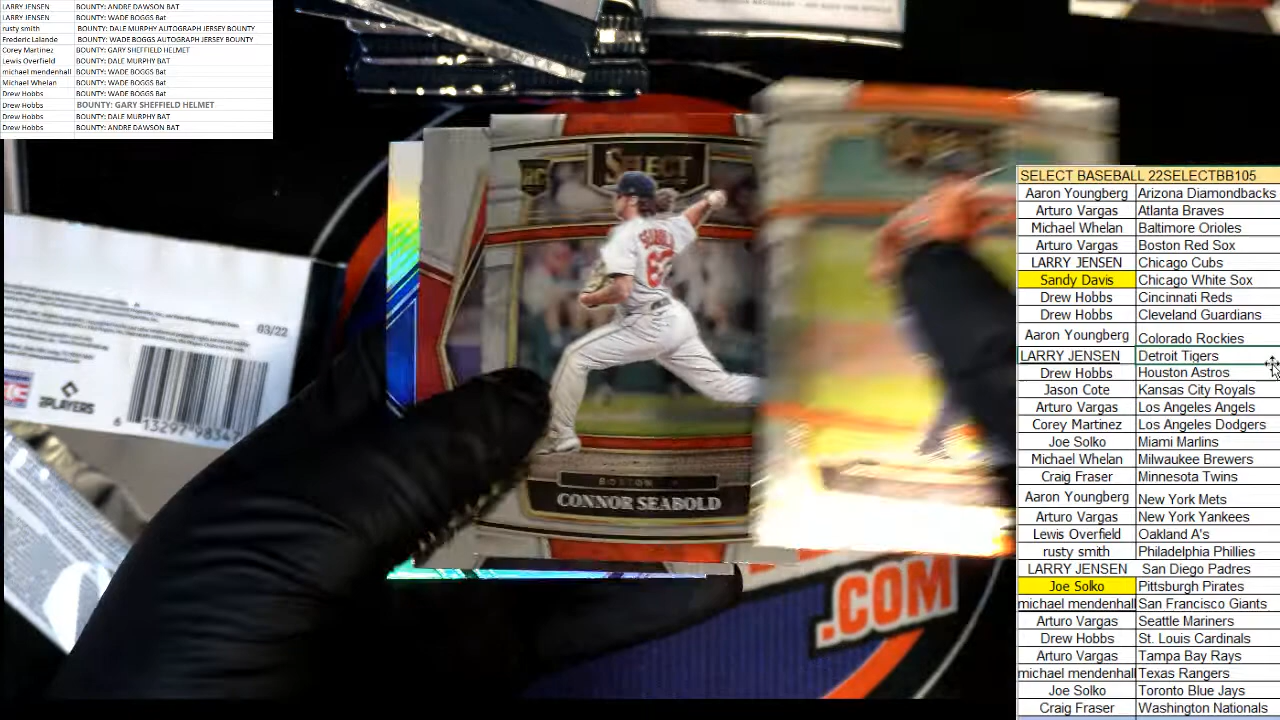 LARRY JENSEN BOUNTY: ANDRE DAWSON BAT
LARRY JENSEN BOUNTY: WADE BOGGS Bat
rusty smith BOUNTY: DALE MURPHY AUTOGRAPH JERSEY BOUNTY
Frederic Lalande BOUNTY: WADE BOGGS AUTOGRAPH JERSEY BOUNTY
Corey Martinez BOUNTY: GARY SHEFFIELD HELMET
Lewis Overfield BOUNTY: DALE MURPHY BAT
michael mendenhall BOUNTY: WADE BOGGS Bat
Michael Whelan BOUNTY: WADE BOGGS Bat
Drew Hobbs BOUNTY: WADE BOGGS Bat
Drew Hobbs BOUNTY: GARY SHEFFIELD HELMET
Drew Hobbs BOUNTY: DALE MURPHY BAT
Drew Hobbs BOUNTY: ANDRE DAWSON BAT
SELECT
RC
BOSTON
CONNOR SEABOLD
03/22
PLAYERS
.COM
SELECT BASEBALL 22SELECTBB105
Aaron Youngberg Arizona Diamondbacks
Arturo Vargas Atlanta Braves
Michael Whelan Baltimore Orioles
Arturo Vargas Boston Red Sox
LARRY JENSEN Chicago Cubs
Sandy Davis Chicago White Sox
Drew Hobbs Cincinnati Reds
Drew Hobbs Cleveland Guardians
Aaron Youngberg Colorado Rockies
LARRY JENSEN Detroit Tigers
Drew Hobbs Houston Astros
Jason Cote Kansas City Royals
Arturo Vargas Los Angeles Angels
Corey Martinez Los Angeles Dodgers
Joe Solko Miami Marlins
Michael Whelan Milwaukee Brewers
Craig Fraser Minnesota Twins
Aaron Youngberg New York Mets
Arturo Vargas New York Yankees
Lewis Overfield Oakland A's
rusty smith Philadelphia Phillies
LARRY JENSEN San Diego Padres
Joe Solko Pittsburgh Pirates
michael mendenhall San Francisco Giants
Arturo Vargas Seattle Mariners
Drew Hobbs St. Louis Cardinals
Arturo Vargas Tampa Bay Rays
michael mendenhall Texas Rangers
Joe Solko Toronto Blue Jays
Craig Fraser Washington Nationals